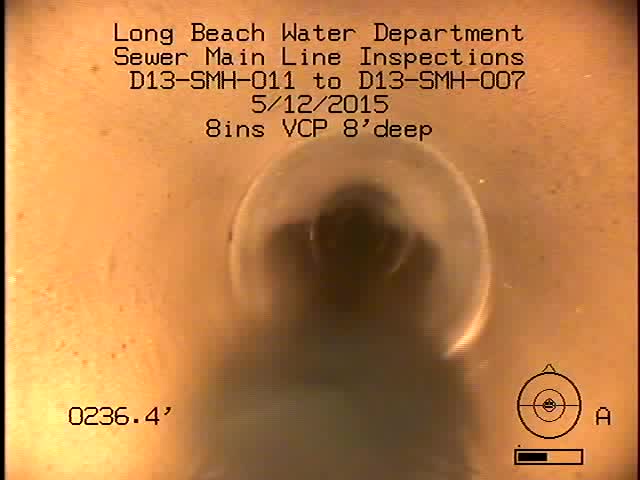 Long Beach Water Department
Sewer Main Line Inspections
D13-SMH-011 to D13-SMH-007
5/12/2015
8ins VCP 8'deep
0236.4'
A